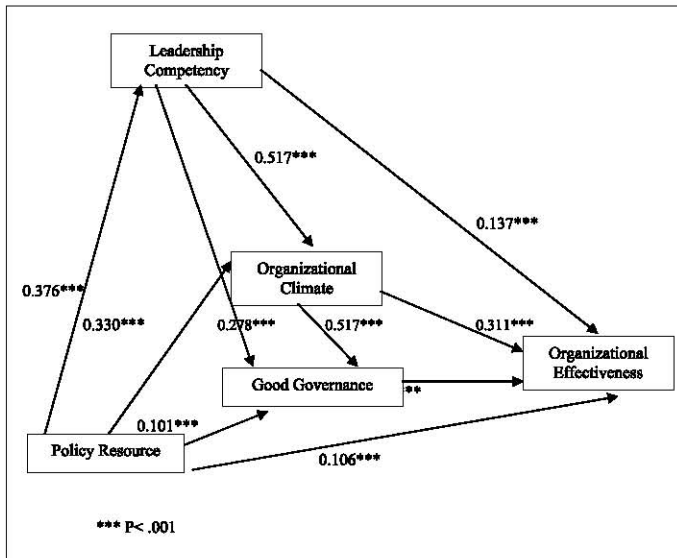 Leadership
Competency
0.517***
0.137***
Organizational
Climate
0.376***
0.330***
0.278***
0.517***
0.311***
Organizational
Effectiveness
Good Governance
**
0.101***
Policy Resource
0.106***
*** P< .001